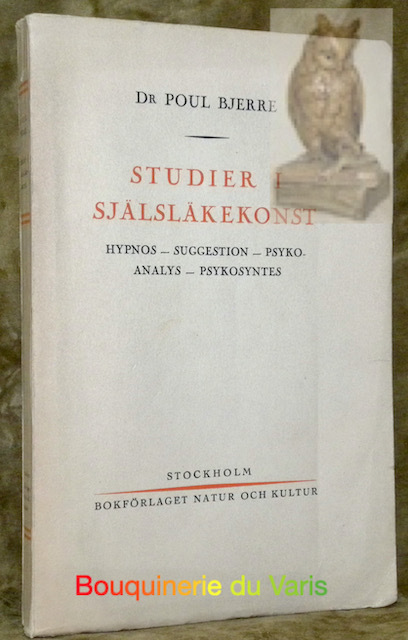 DR POUL BJERRE
STUDIER I
SJÄLSLÄKEKONST
HYPNOS — SUGGESTION — PSYKO-
ANALYS — PSYKOSYNTES
STOCKHOLM
BOKFÖRLAGET NATUR OCH KULTUR
Bouquinerie du Varis